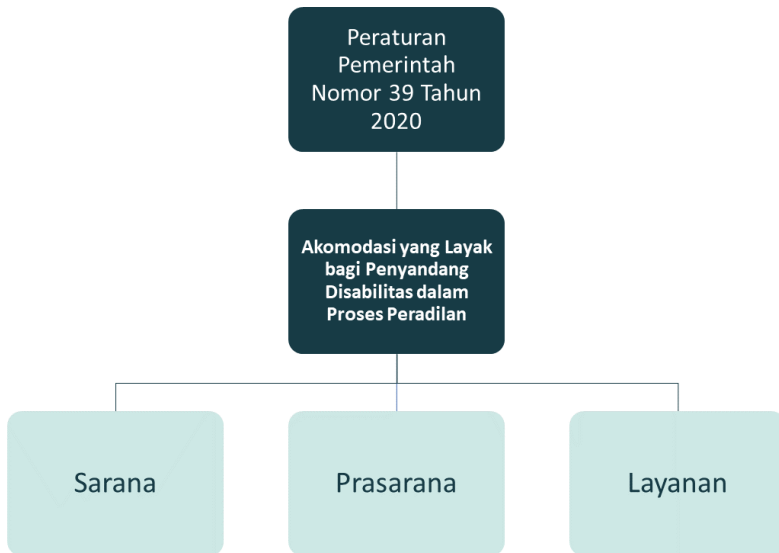 Peraturan
Pemerintah
Nomor 39 Tahun
2020
Akomodasi yang Layak
bagi Penyandang
Disabilitas dalam
Proses Peradilan
Sarana
Prasarana
Layanan